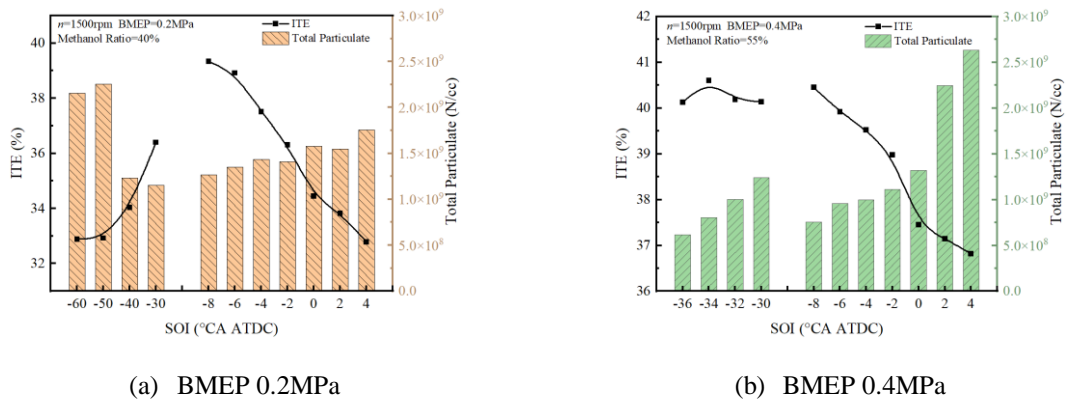 n=1500rpm BMEP=0.2MPa
Methanol Ratio=40%
ITE
Total Particulate
40
38
36
34
32
ITE (%)
3.0×10⁹
2.5×10⁹
2.0×10⁹
1.5×10⁹
1.0×10⁹
5.0×10⁸
0.0
Total Particulate (N/cc)
-60 -50 -40 -30 -8 -6 -4 -2 0 2 4
SOI (°CA ATDC)
(a) BMEP 0.2MPa
n=1500rpm BMEP=0.4MPa
Methanol Ratio=55%
ITE
Total Particulate
42
41
40
39
38
37
36
ITE (%)
3.0×10⁹
2.5×10⁹
2.0×10⁹
1.5×10⁹
1.0×10⁹
5.0×10⁸
0.0
Total Particulate (N/cc)
-36 -34 -32 -30 -8 -6 -4 -2 0 2 4
SOI (°CA ATDC)
(b) BMEP 0.4MPa